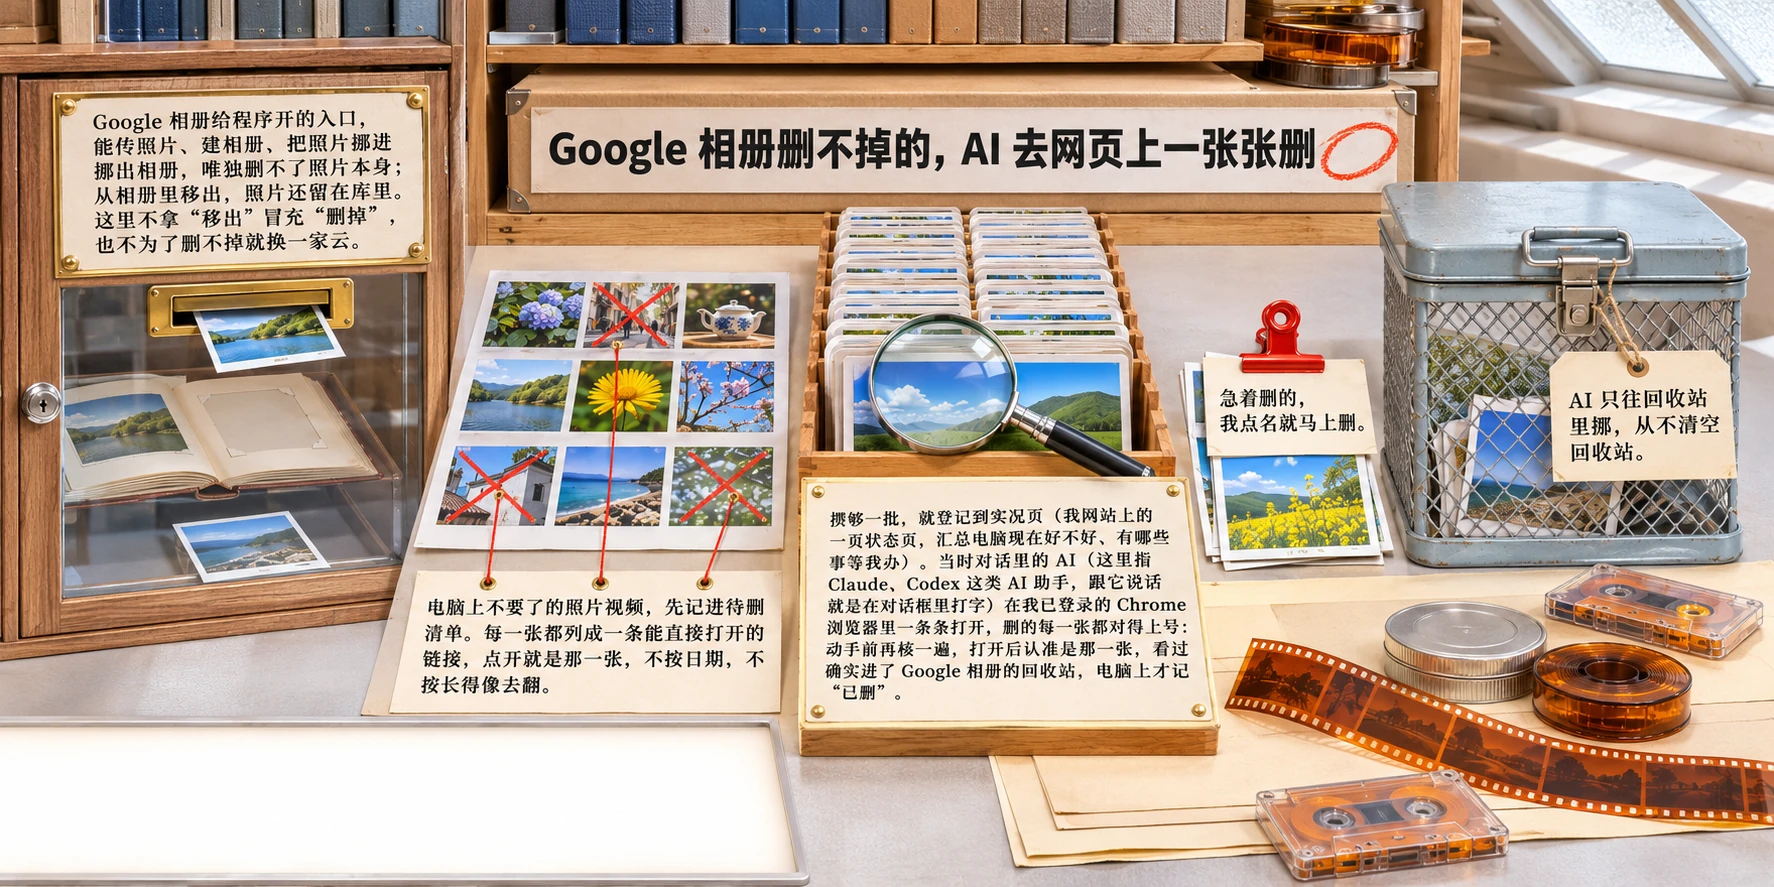 Google 相册删不掉的，AI 去网页上一张张删
Google 相册给程序开的入口，
能传照片、建相册、把照片挪进
挪出相册，唯独删不了照片本身；
从相册里移出，照片还留在库里。
这里不拿“移出”冒充“删掉”，
也不为了删不掉就换一家云。
电脑上不要了的照片视频，先记进待删
清单。每一张都列成一条能直接打开的
链接，点开就是那一张，不按日期，不
按长得像去翻。
攒够一批，就登记到实况页（我网站上的
一页状态页，汇总电脑现在好不好、有哪些
事等我办）。当时对话里的 AI（这里指
Claude、Codex 这类 AI 助手，跟它说话
就是在对话框里打字）在我已登录的 Chrome
浏览器里一条条打开，删的每一张都对得上号：
动手前再核一遍，打开后认准是那一张，看过
确实进了 Google 相册的回收站，电脑上才记
“已删”。
急着删的，
我点名就马上删。
AI 只往回收站
里挪，从不清空
回收站。